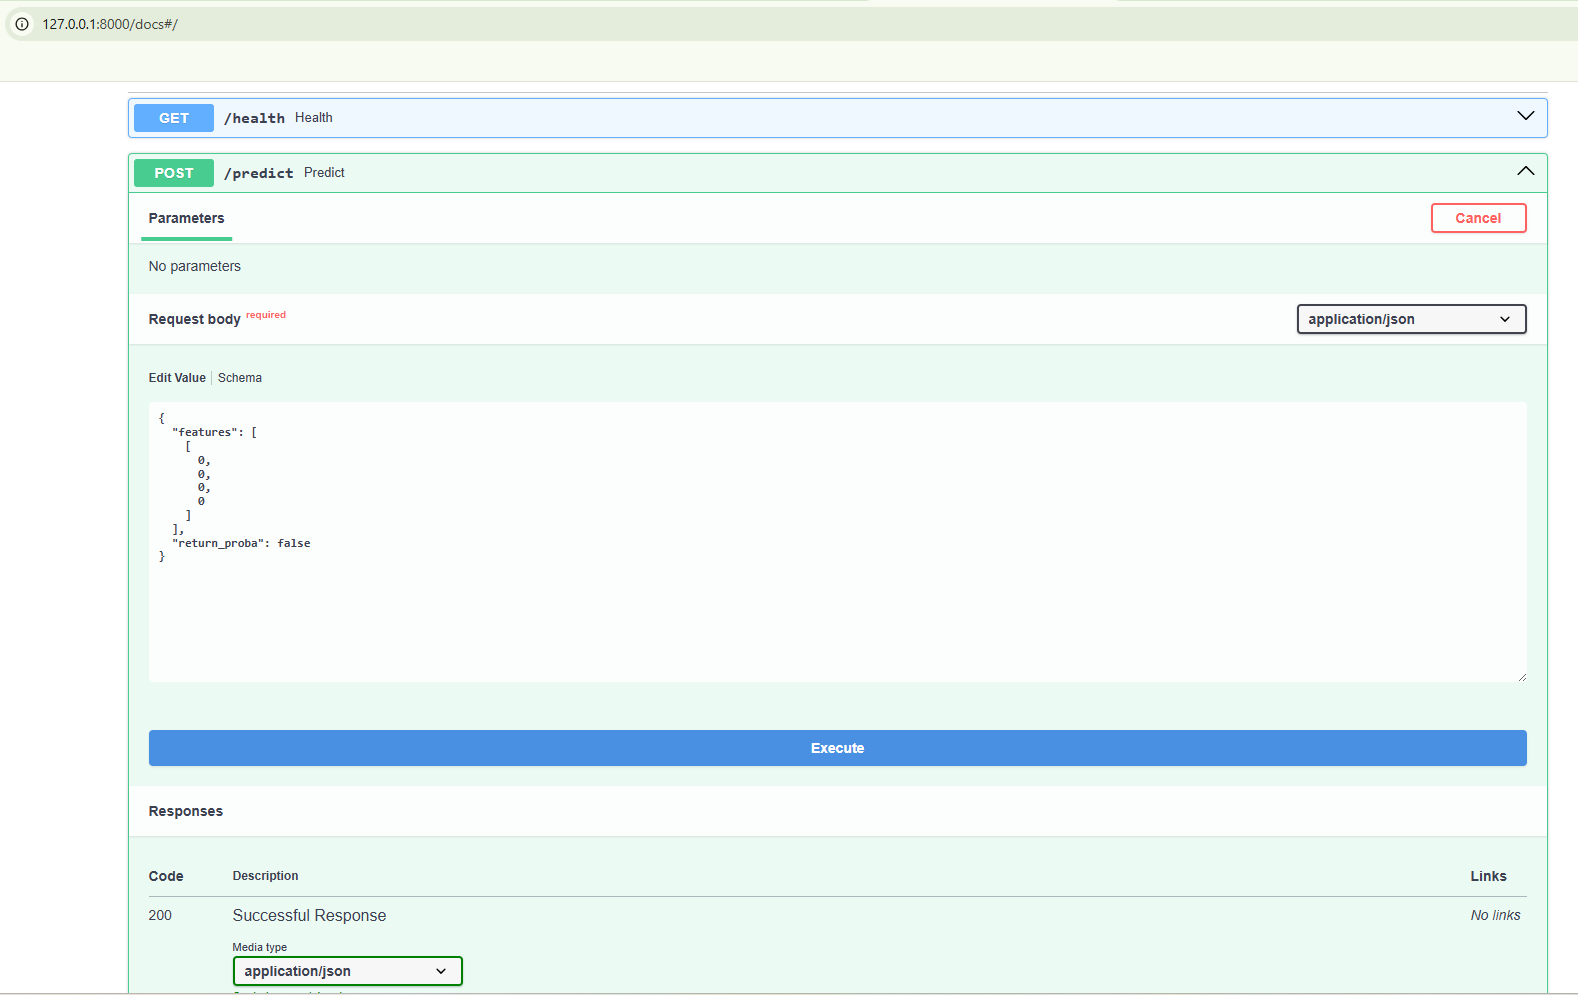 127.0.0.1:8000/docs#/
GET /health Health
POST /predict Predict
Parameters Cancel
No parameters
Request body required application/json
Edit Value Schema
{
  "features": [
    [
      0,
      0,
      0,
      0
    ]
  ],
  "return_proba": false
}
Execute
Responses
Code Description Links
200 Successful Response No links
Media type
application/json